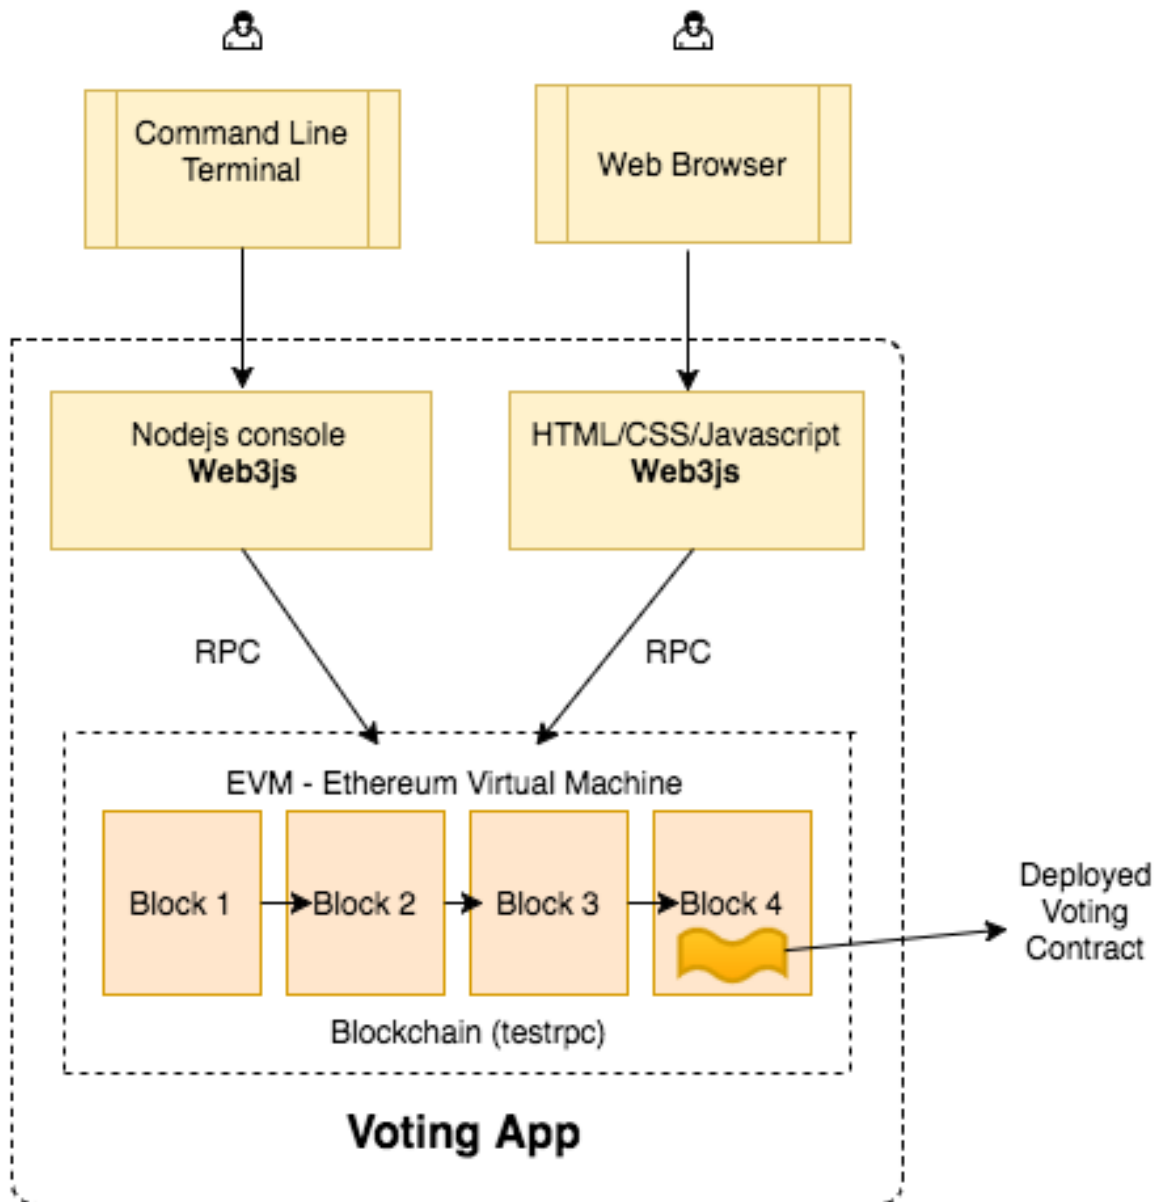 Command Line
Terminal
Web Browser
Nodejs console
Web3js
HTML/CSS/Javascript
Web3js
RPC
RPC
EVM - Ethereum Virtual Machine
Block 1
Block 2
Block 3
Block 4
Deployed
Voting
Contract
Blockchain (testrpc)
Voting App